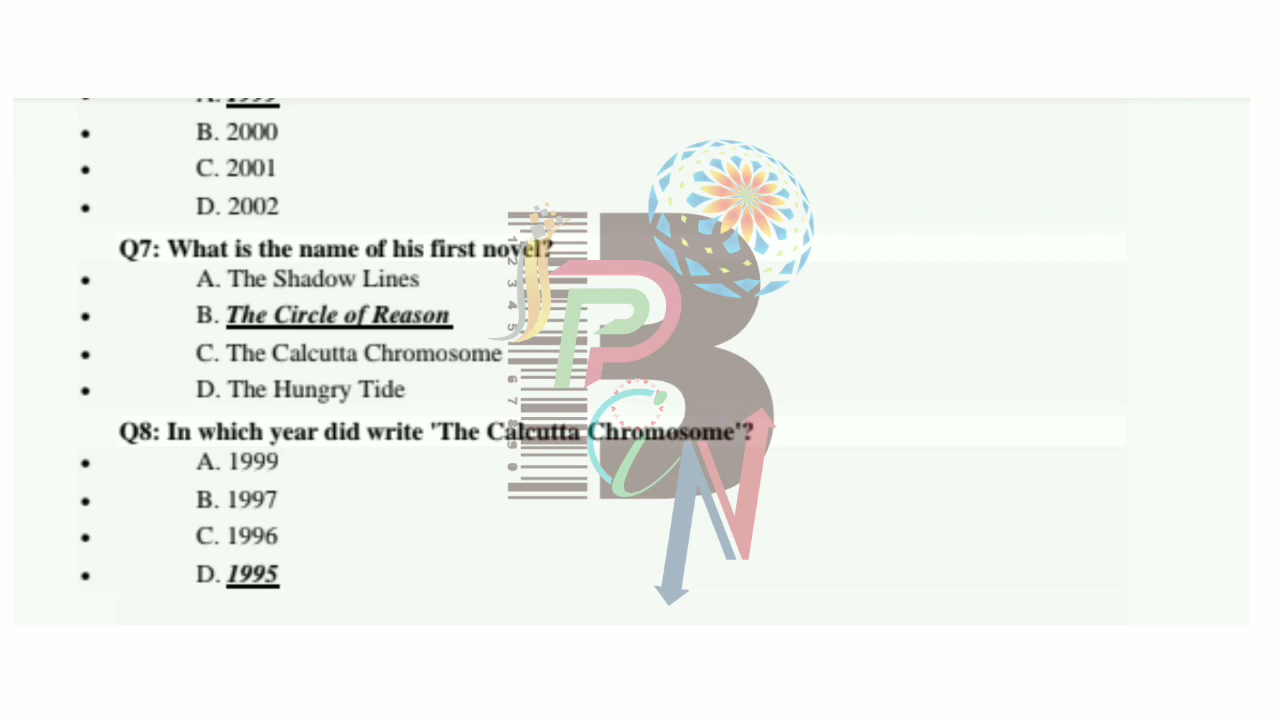 A. 1999
B. 2000
C. 2001
D. 2002
Q7: What is the name of his first novel?
A. The Shadow Lines
B. The Circle of Reason
C. The Calcutta Chromosome
D. The Hungry Tide
Q8: In which year did write 'The Calcutta Chromosome'?
A. 1999
B. 1997
C. 1996
D. 1995